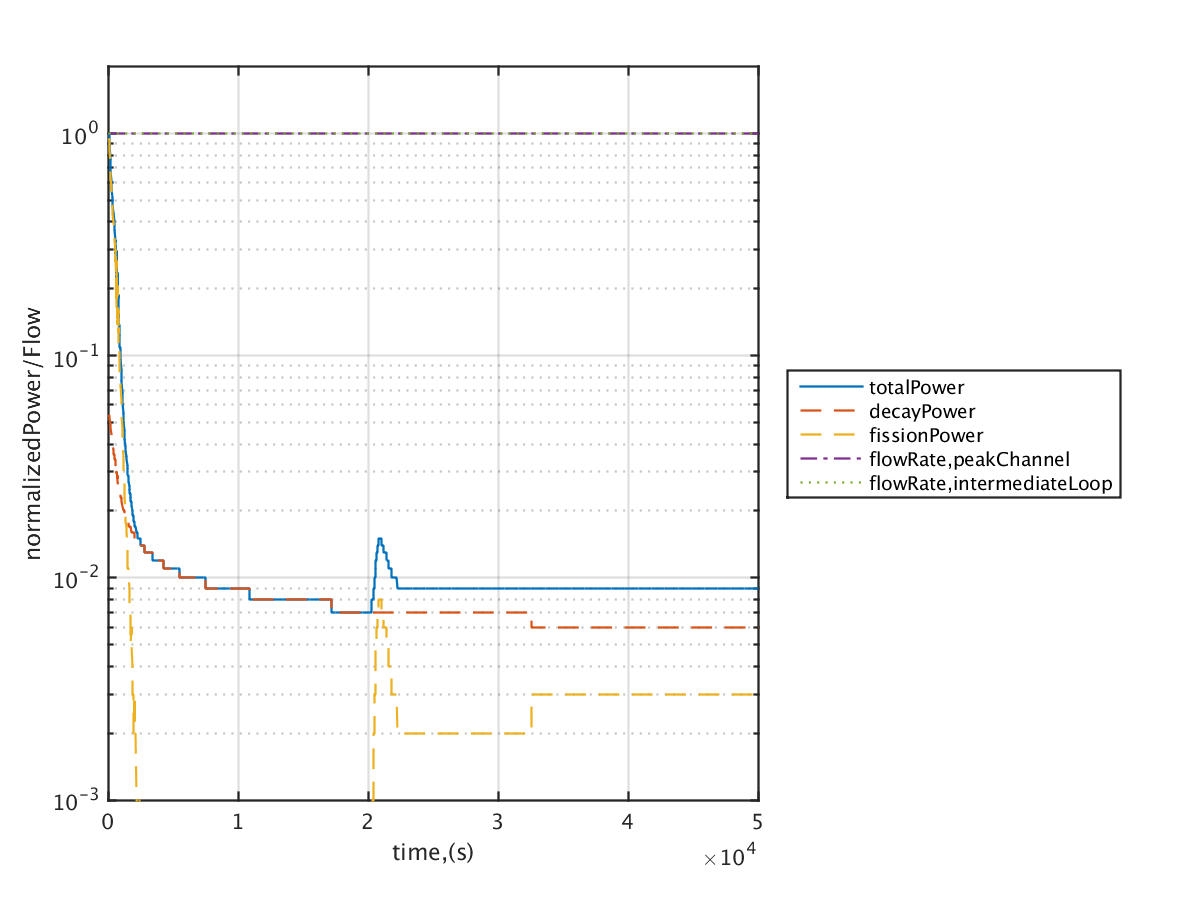 10^0
10^-1
10^-2
10^-3
normalizedPower/Flow
0 1 2 3 4 5
time,(s)
×10^4
totalPower
decayPower
fissionPower
flowRate,peakChannel
flowRate,intermediateLoop